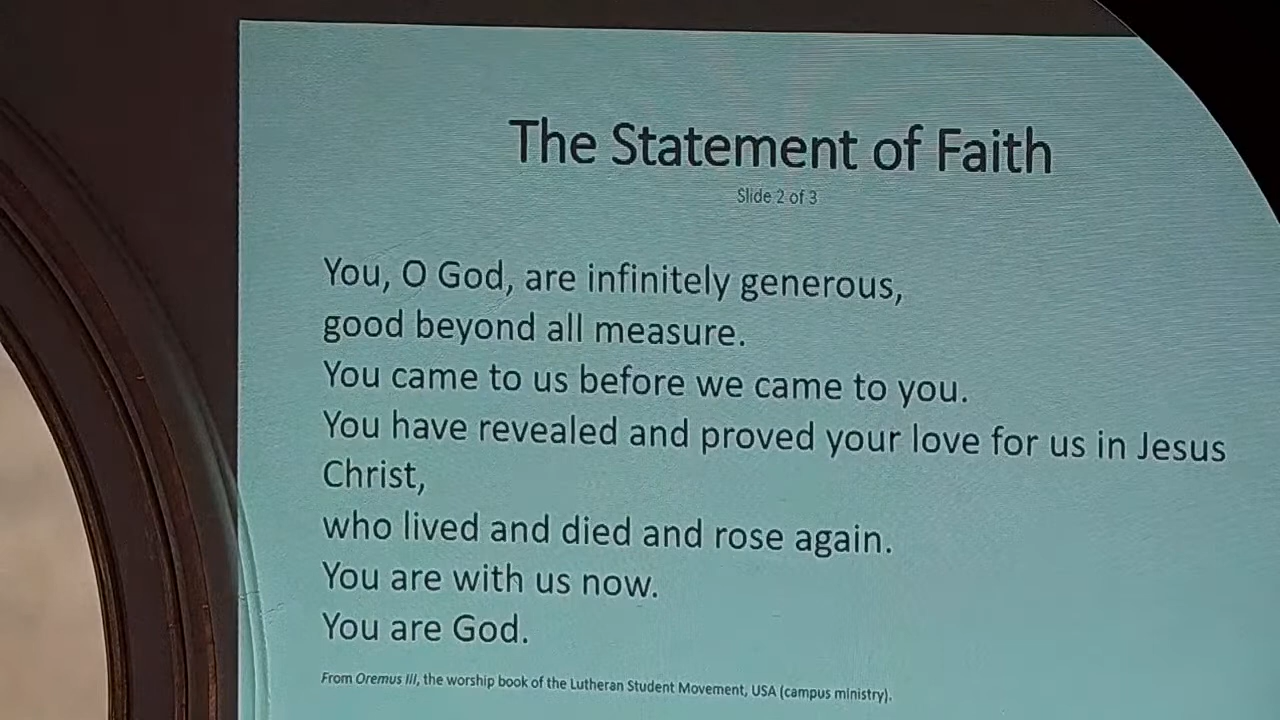 The Statement of Faith
Slide 2 of 3
You, O God, are infinitely generous,
good beyond all measure.
You came to us before we came to you.
You have revealed and proved your love for us in Jesus
Christ,
who lived and died and rose again.
You are with us now.
You are God.
From Oremus III, the worship book of the Lutheran Student Movement, USA (campus ministry).